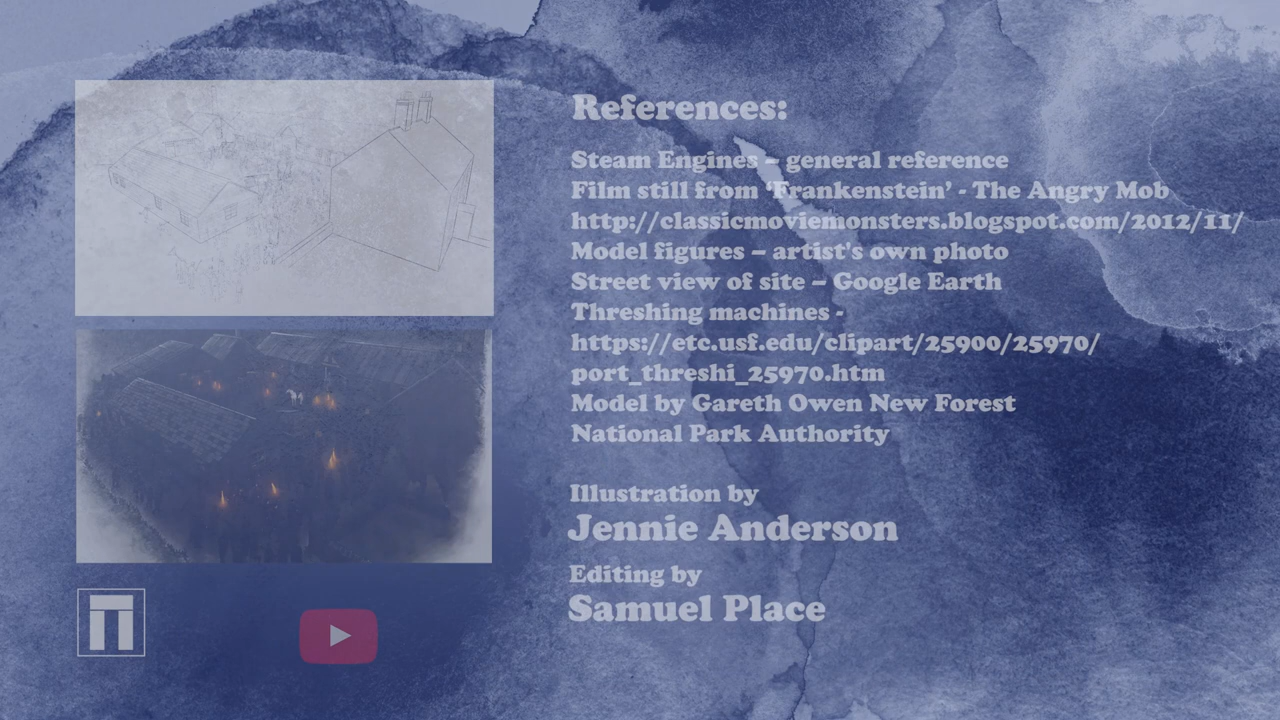 References:
Steam Engines – general reference
Film still from ‘Frankenstein’ - The Angry Mob
http://classicmoviemonsters.blogspot.com/2012/11/
Model figures – artist's own photo
Street view of site – Google Earth
Threshing machines -
https://etc.usf.edu/clipart/25900/25970/
port_threshi_25970.htm
Model by Gareth Owen New Forest
National Park Authority
Illustration by
Jennie Anderson
Editing by
Samuel Place